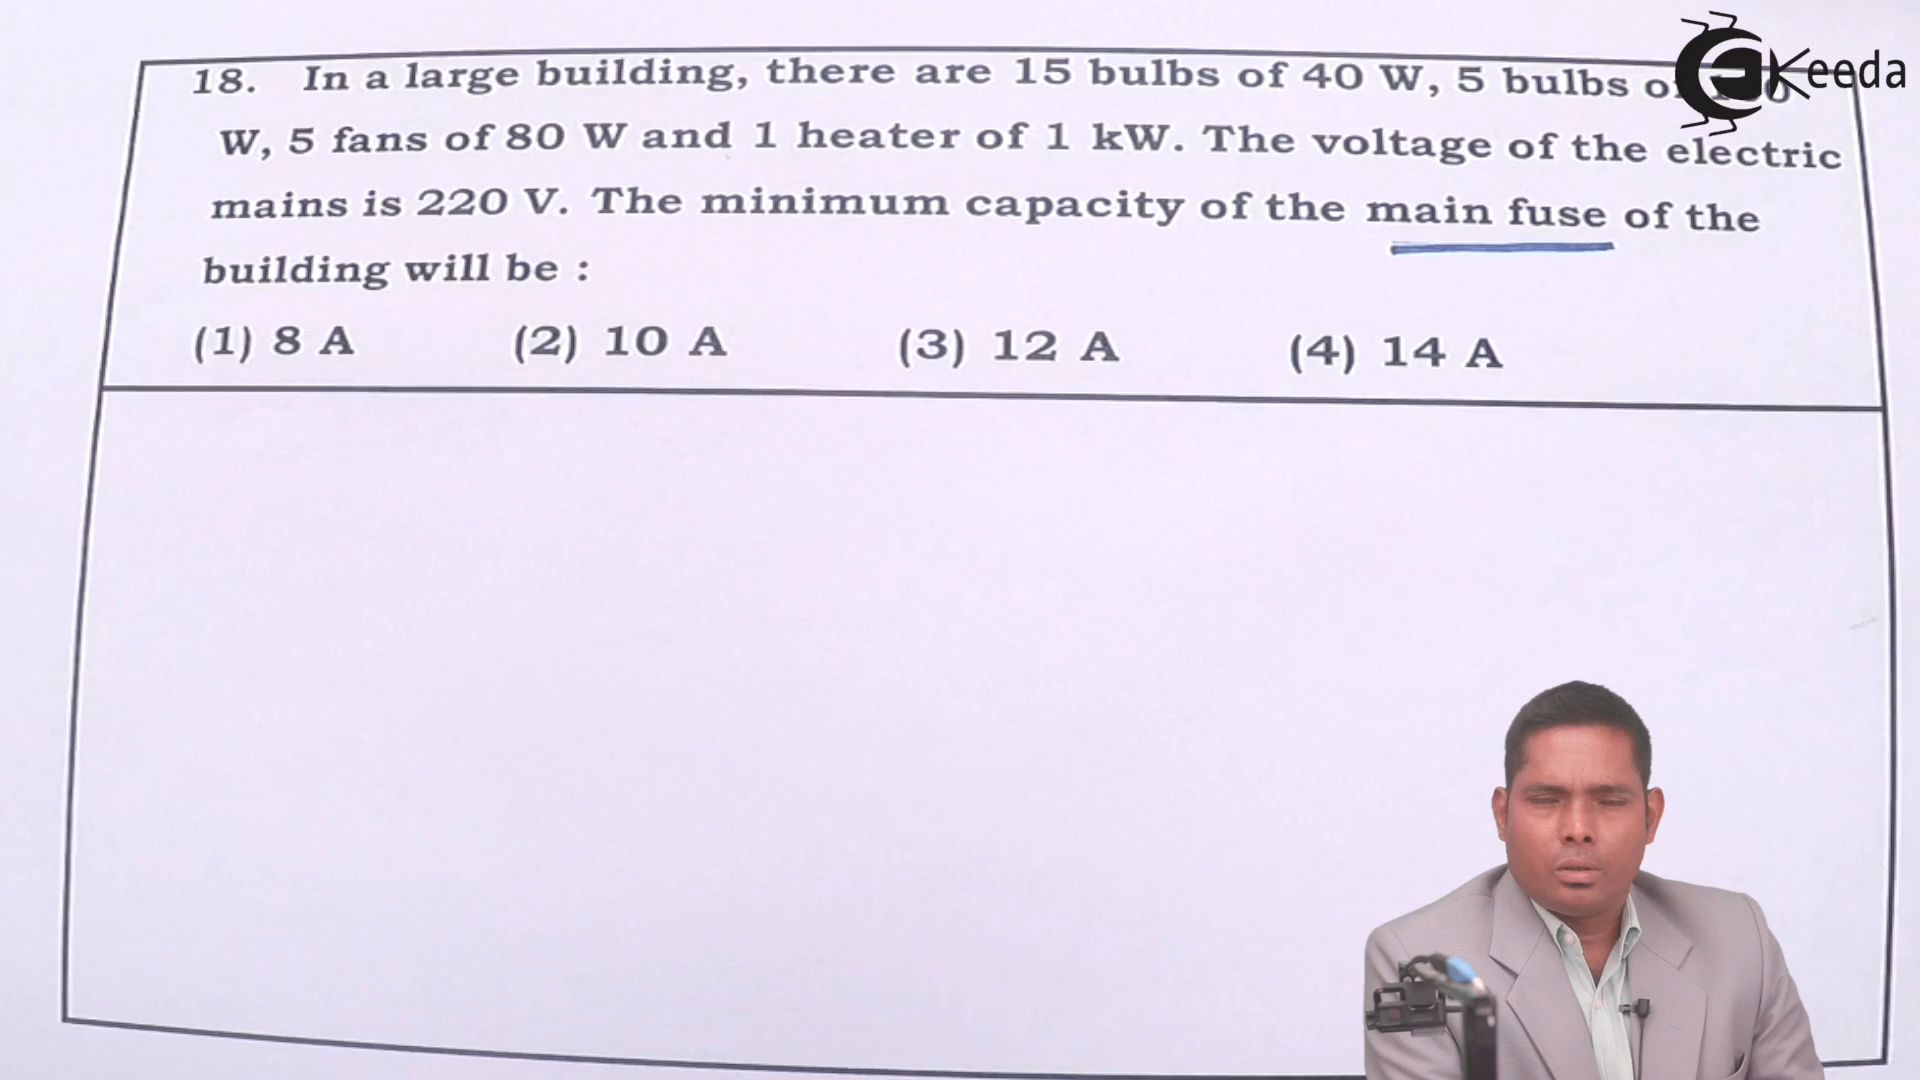 Keeda
18. In a large building, there are 15 bulbs of 40 W, 5 bulbs
W, 5 fans of 80 W and 1 heater of 1 kW. The voltage of the electric
mains is 220 V. The minimum capacity of the main fuse of the
building will be :
(1) 8 A (2) 10 A (3) 12 A (4) 14 A